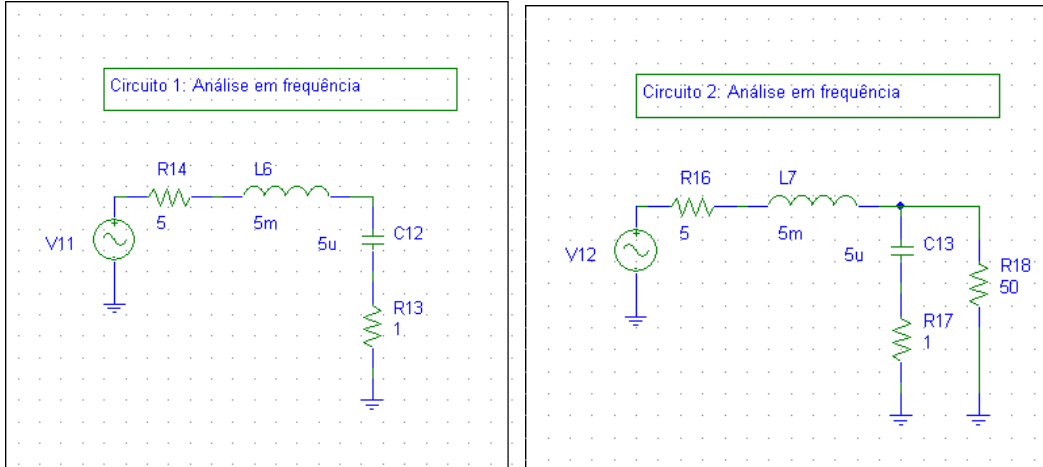 Circuito 1: Análise em frequência
R14
L6
5
5m
V11
5u
C12
R13
1
Circuito 2: Análise em frequência
R16
L7
5
5m
V12
5u
C13
R18
50
R17
1